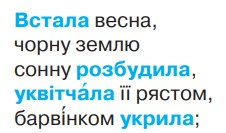 Встала весна,
чорну землю
сонну розбудила,
уквітча́ла її рястом,
барві́нком укрила;